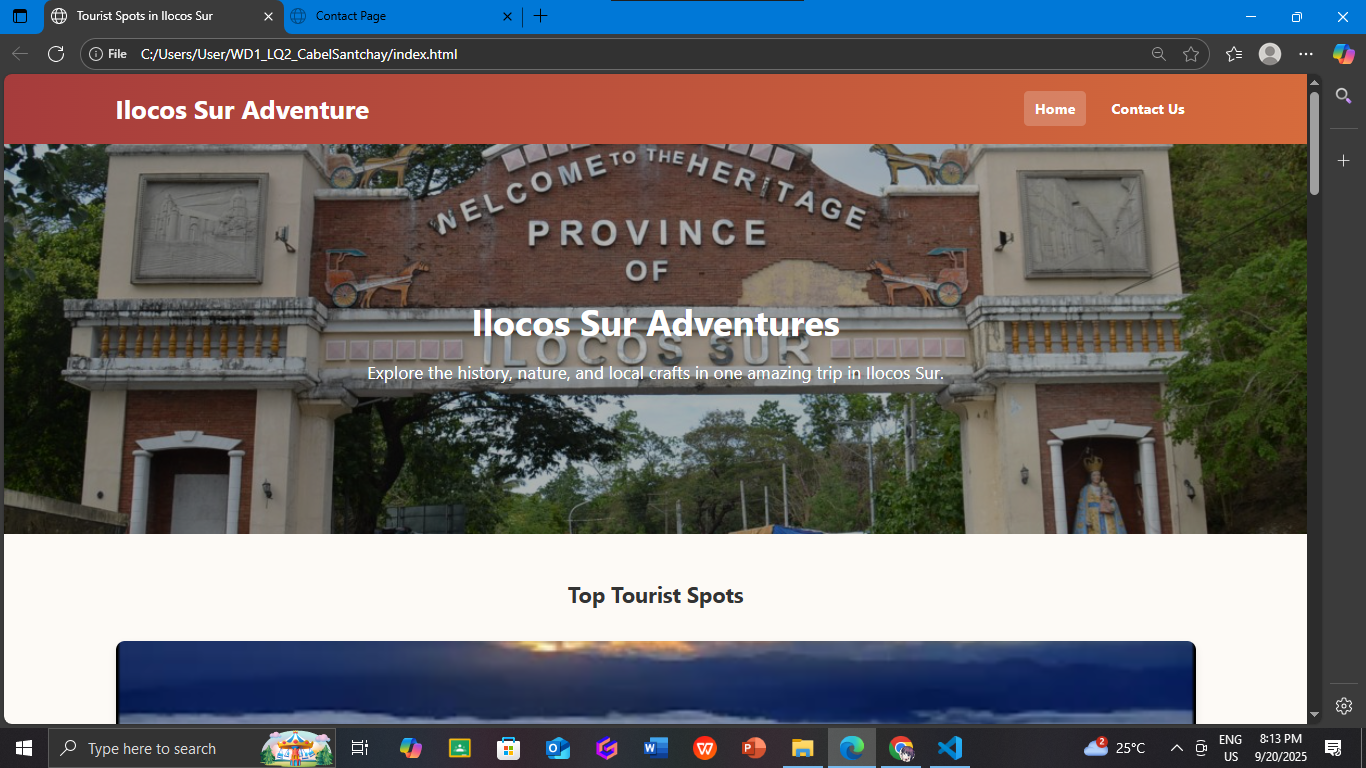 Tourist Spots in Ilocos Sur
Contact Page
File C:/Users/User/WD1_LQ2_CabelSantchay/index.html
Ilocos Sur Adventure
Home
Contact Us
WELCOME TO THE HERITAGE
PROVINCE
OF
ILOCOS SUR
Ilocos Sur Adventures
Explore the history, nature, and local crafts in one amazing trip in Ilocos Sur.
Top Tourist Spots
Type here to search
2
25°C
ENG
US
8:13 PM
9/20/2025